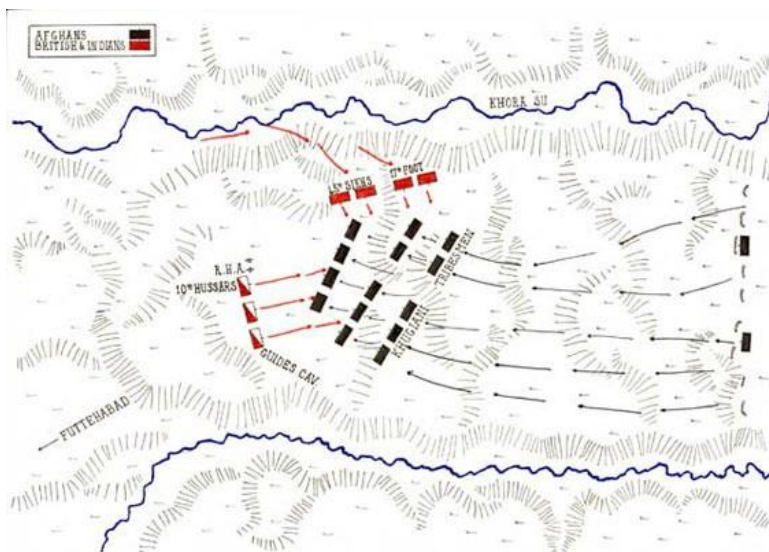 AFGHANS
BRITISH & INDIANS
KHORA SU
45TH SIKHS
17TH FOOT
R.H.A.
10TH HUSSARS
TRIBESMEN
KHUGIANI
GUIDES CAV.
FUTTEHABAD